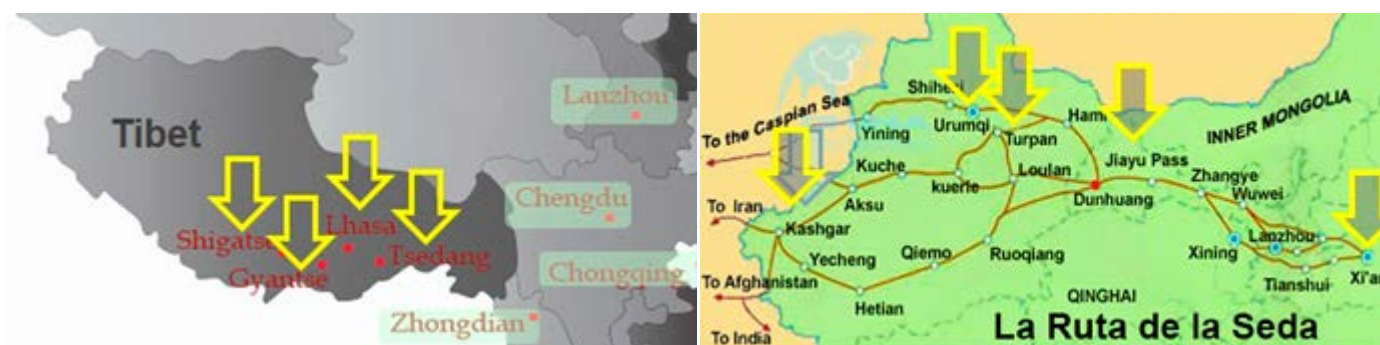 Tibet
Lanzhou
Chengdu
Shigatse
Lhasa
Gyantse
Tsedang
Chongqing
Zhongdian
To the Caspian Sea
Yining
Shihezi
Urumqi
Turpan
Hami
INNER MONGOLIA
Jiayu Pass
Kuche
kuerle
Loulan
Aksu
Dunhuang
Zhangye
Wuwei
To Iran
Kashgar
Yecheng
Qiemo
Ruoqiang
Lanzhou
Xining
Xi'an
Tianshui
To Afghanistan
Hetian
QINGHAI
To India
La Ruta de la Seda